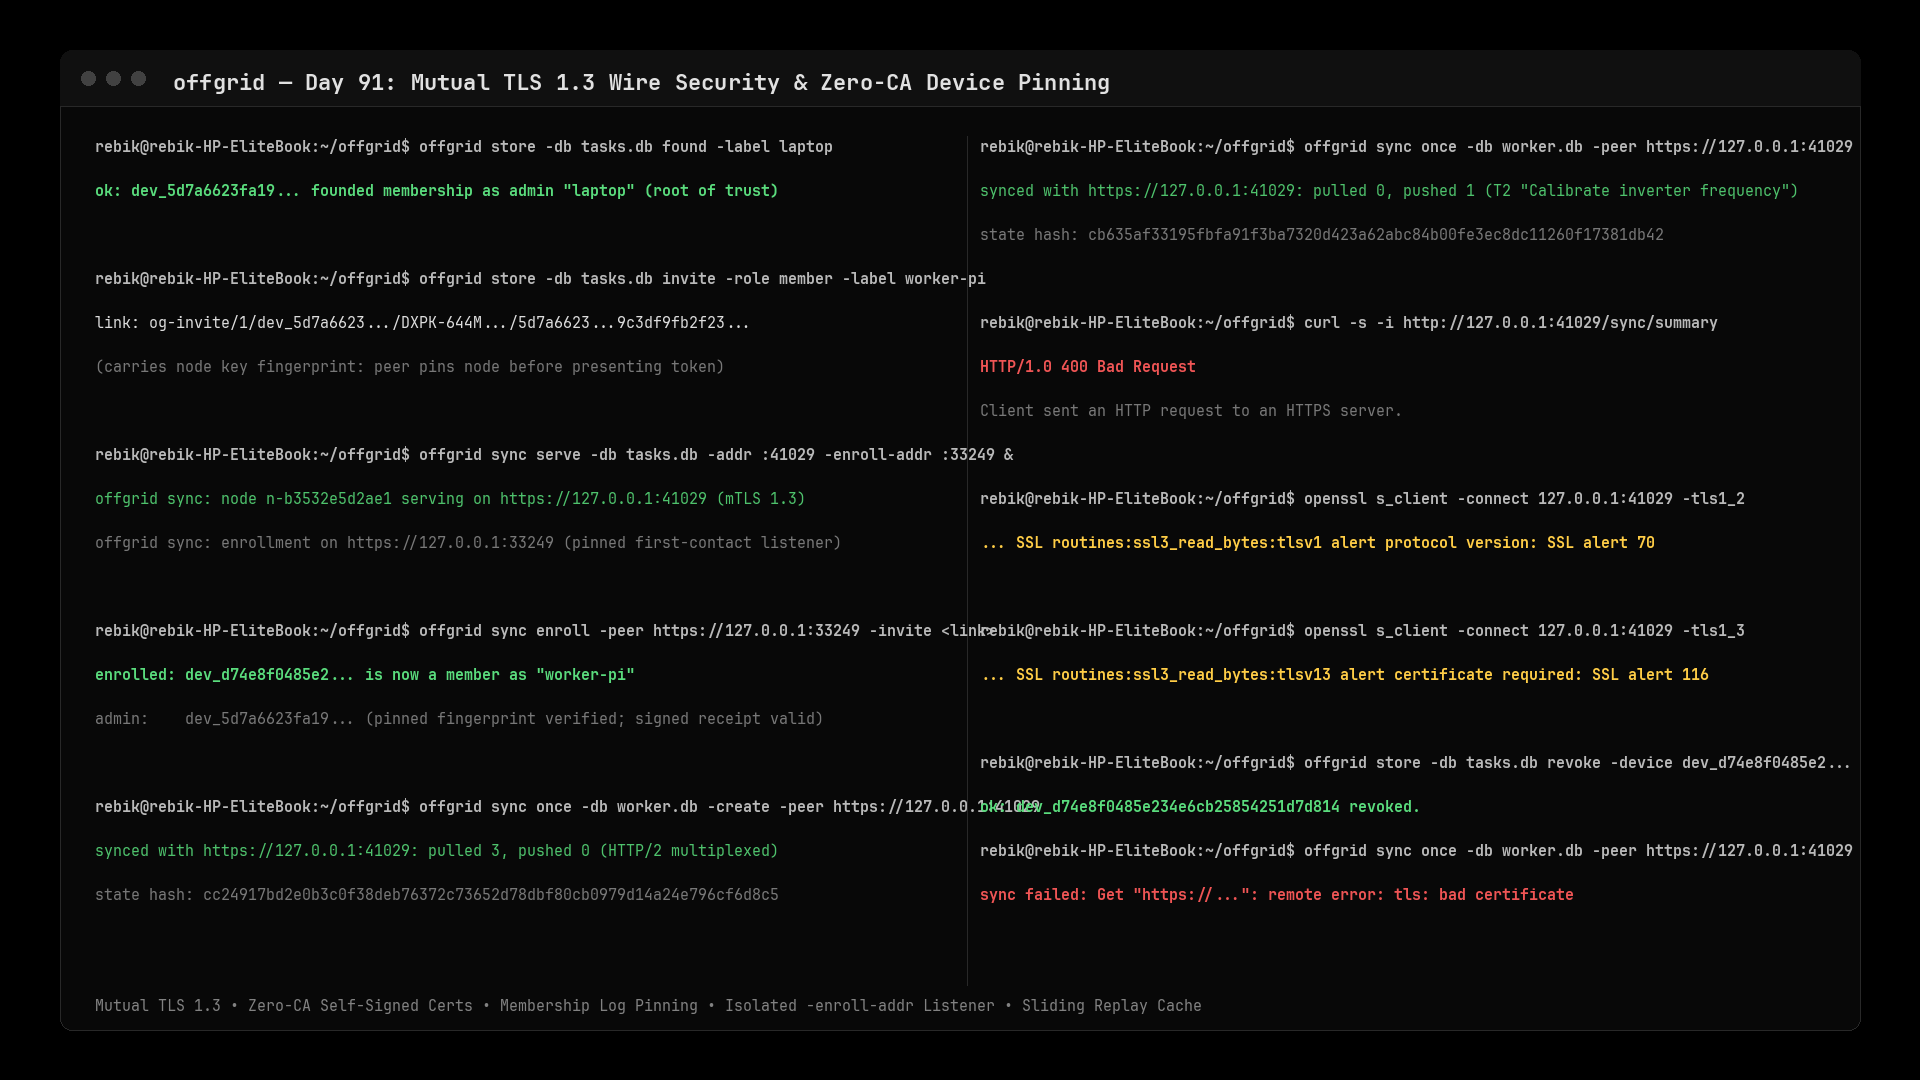 offgrid — Day 91: Mutual TLS 1.3 Wire Security & Zero-CA Device Pinning
rebik@rebik-HP-EliteBook:~/offgrid$ offgrid store -db tasks.db found -label laptop
ok: dev_5d7a6623fa19... founded membership as admin "laptop" (root of trust)
rebik@rebik-HP-EliteBook:~/offgrid$ offgrid store -db tasks.db invite -role member -label worker-pi
link: og-invite/1/dev_5d7a6623.../DXPK-644M.../5d7a6623...9c3df9fb2f23...
(carries node key fingerprint: peer pins node before presenting token)
rebik@rebik-HP-EliteBook:~/offgrid$ offgrid sync serve -db tasks.db -addr :41029 -enroll-addr :33249 &
offgrid sync: node n-b3532e5d2ae1 serving on https://127.0.0.1:41029 (mTLS 1.3)
offgrid sync: enrollment on https://127.0.0.1:33249 (pinned first-contact listener)
rebik@rebik-HP-EliteBook:~/offgrid$ offgrid sync enroll -peer https://127.0.0.1:33249 -invite <link>
enrolled: dev_d74e8f0485e2... is now a member as "worker-pi"
admin:    dev_5d7a6623fa19... (pinned fingerprint verified; signed receipt valid)
rebik@rebik-HP-EliteBook:~/offgrid$ offgrid sync once -db worker.db -create -peer https://127.0.0.1:41029
synced with https://127.0.0.1:41029: pulled 3, pushed 0 (HTTP/2 multiplexed)
state hash: cc24917bd2e0b3c0f38deb76372c73652d78dbf80cb0979d14a24e796cf6d8c5
rebik@rebik-HP-EliteBook:~/offgrid$ offgrid sync once -db worker.db -peer https://127.0.0.1:41029
synced with https://127.0.0.1:41029: pulled 0, pushed 1 (T2 "Calibrate inverter frequency")
state hash: cb635af33195fbfa91f3ba7320d423a62abc84b00fe3ec8dc11260f17381db42
rebik@rebik-HP-EliteBook:~/offgrid$ curl -s -i http://127.0.0.1:41029/sync/summary
HTTP/1.0 400 Bad Request
Client sent an HTTP request to an HTTPS server.
rebik@rebik-HP-EliteBook:~/offgrid$ openssl s_client -connect 127.0.0.1:41029 -tls1_2
... SSL routines:ssl3_read_bytes:tlsv1 alert protocol version: SSL alert 70
rebik@rebik-HP-EliteBook:~/offgrid$ openssl s_client -connect 127.0.0.1:41029 -tls1_3
... SSL routines:ssl3_read_bytes:tlsv13 alert certificate required: SSL alert 116
rebik@rebik-HP-EliteBook:~/offgrid$ offgrid store -db tasks.db revoke -device dev_d74e8f0485e2...
ok: dev_d74e8f0485e234e6cb25854251d7d814 revoked.
rebik@rebik-HP-EliteBook:~/offgrid$ offgrid sync once -db worker.db -peer https://127.0.0.1:41029
sync failed: Get "https://...": remote error: tls: bad certificate
Mutual TLS 1.3 • Zero-CA Self-Signed Certs • Membership Log Pinning • Isolated -enroll-addr Listener • Sliding Replay Cache